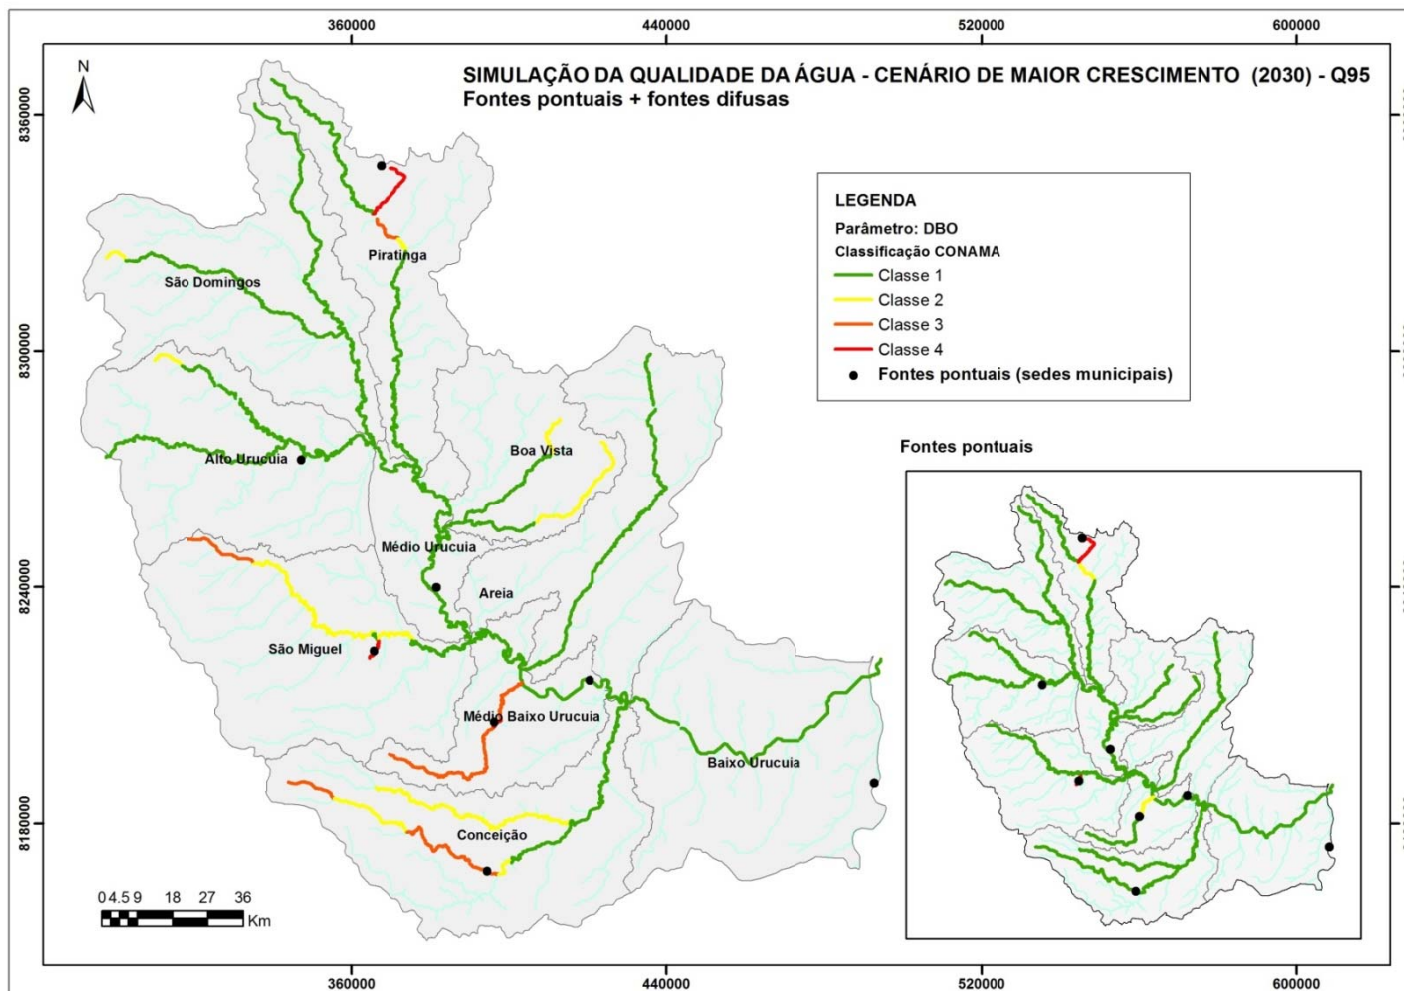 360000
440000
520000
600000
N
SIMULAÇÃO DA QUALIDADE DA ÁGUA - CENÁRIO DE MAIOR CRESCIMENTO (2030) - Q95
Fontes pontuais + fontes difusas
8360000
8300000
8240000
8180000
LEGENDA
Parâmetro: DBO
Classificação CONAMA
Classe 1
Classe 2
Classe 3
Classe 4
Fontes pontuais (sedes municipais)
Piratinga
São Domingos
Boa Vista
Alto Urucuia
Médio Urucuia
Areia
São Miguel
Médio Baixo Urucuia
Baixo Urucuia
Conceição
Fontes pontuais
0 4.5 9 18 27 36
Km
360000
440000
520000
600000